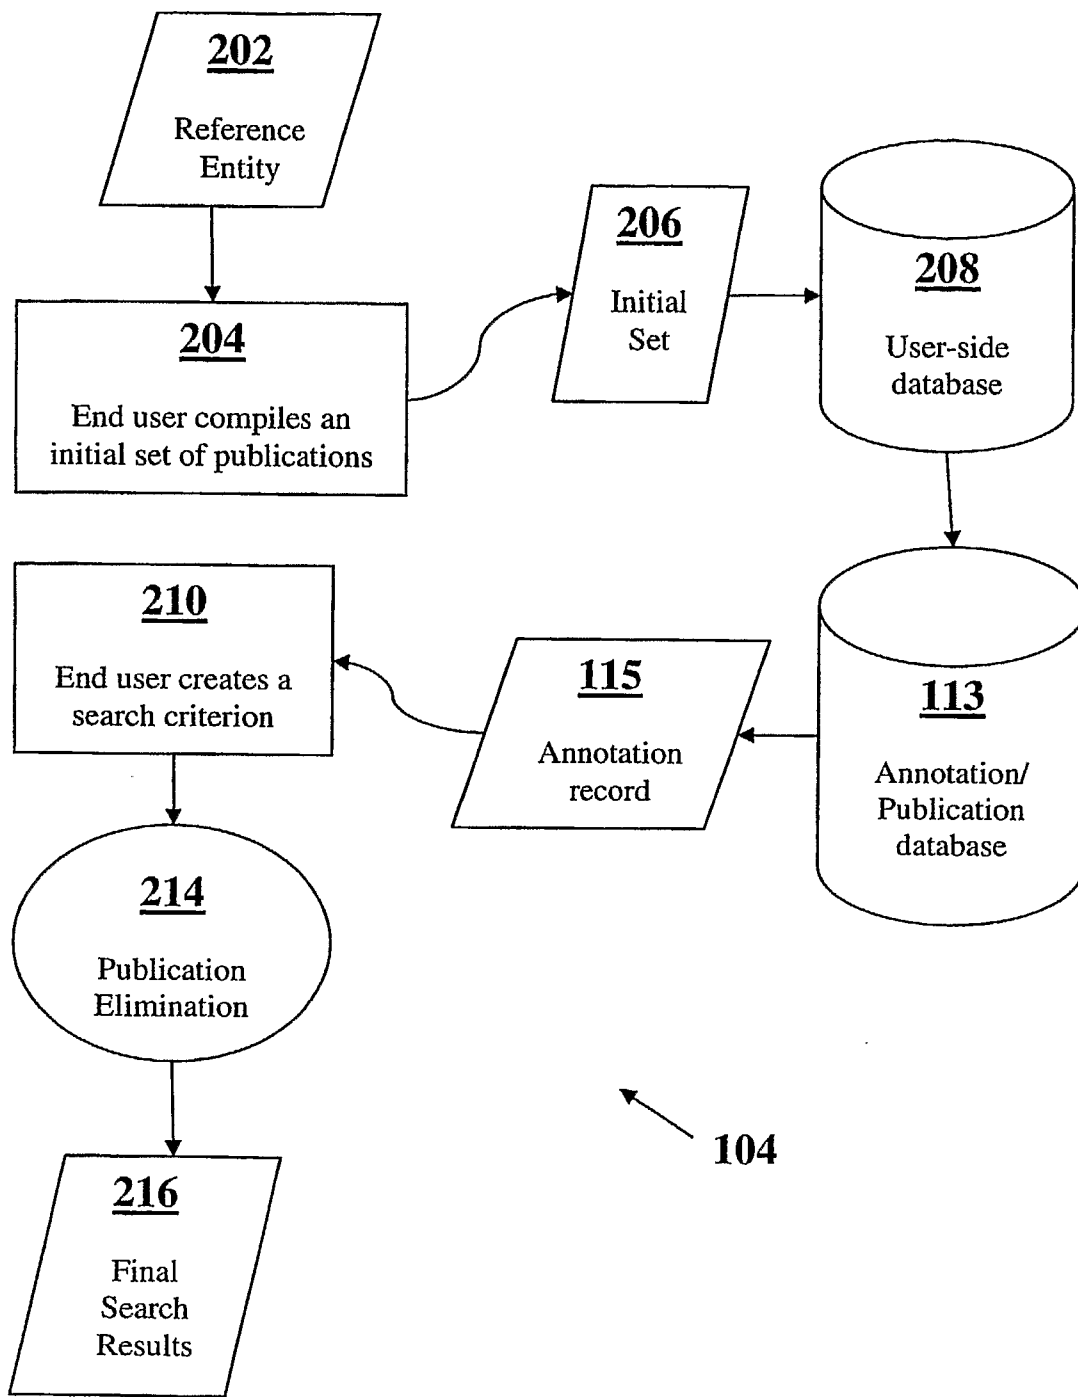 202
Reference
Entity
204
End user compiles an
initial set of publications
206
Initial
Set
208
User-side
database
113
Annotation/
Publication
database
115
Annotation
record
210
End user creates a
search criterion
214
Publication
Elimination
216
Final
Search
Results
104